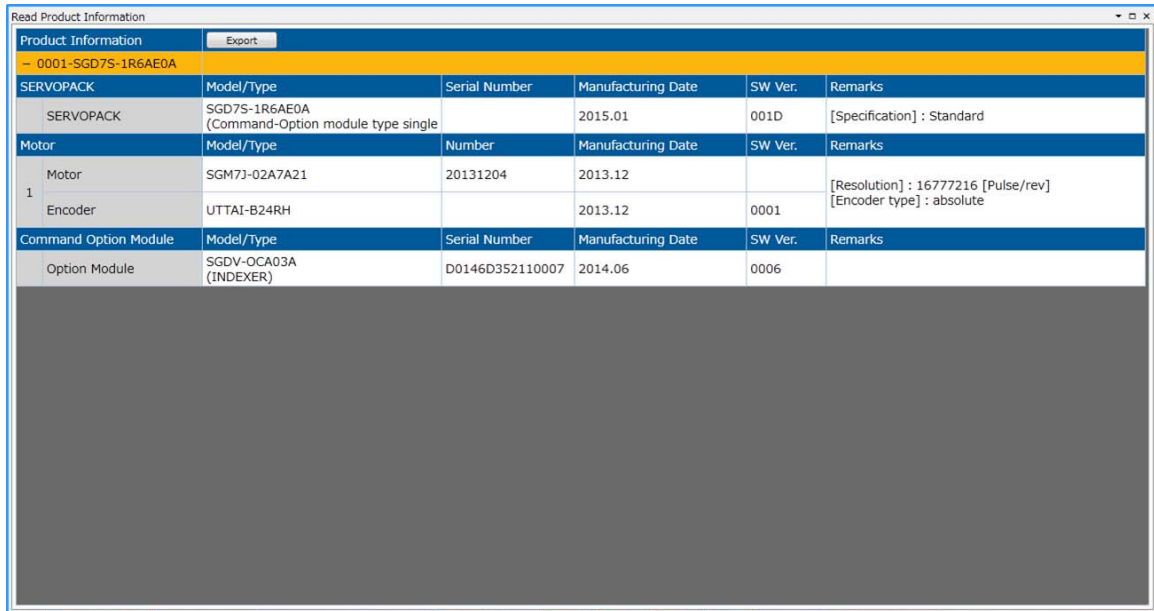 Read Product Information
Product Information Export
− 0001-SGD7S-1R6AE0A
SERVOPACK Model/Type Serial Number Manufacturing Date SW Ver. Remarks
SERVOPACK SGD7S-1R6AE0A
(Command-Option module type single 2015.01 001D [Specification] : Standard
Motor Model/Type Number Manufacturing Date SW Ver. Remarks
1 Motor SGM7J-02A7A21 20131204 2013.12
[Resolution] : 16777216 [Pulse/rev]
[Encoder type] : absolute
Encoder UTTAI-B24RH 2013.12 0001
Command Option Module Model/Type Serial Number Manufacturing Date SW Ver. Remarks
Option Module SGDV-OCA03A
(INDEXER) D0146D352110007 2014.06 0006